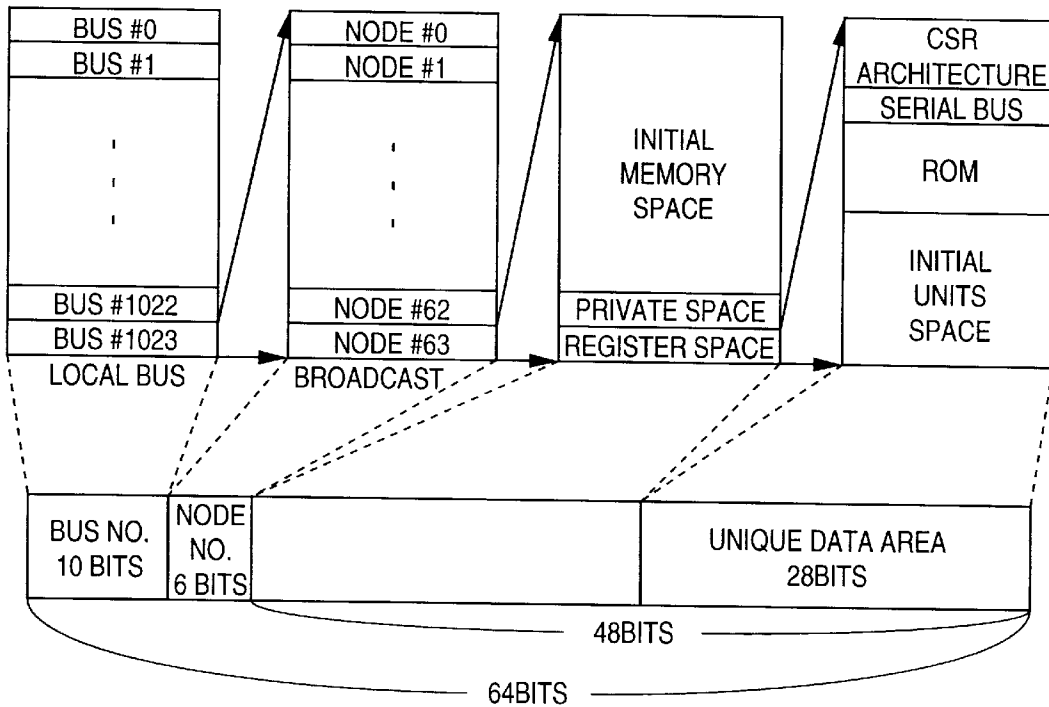 BUS #0
BUS #1
BUS #1022
BUS #1023
LOCAL BUS
NODE #0
NODE #1
NODE #62
NODE #63
BROADCAST
INITIAL
MEMORY
SPACE
PRIVATE SPACE
REGISTER SPACE
CSR
ARCHITECTURE
SERIAL BUS
ROM
INITIAL
UNITS
SPACE
BUS NO.
10 BITS
NODE
NO.
6 BITS
UNIQUE DATA AREA
28BITS
48BITS
64BITS